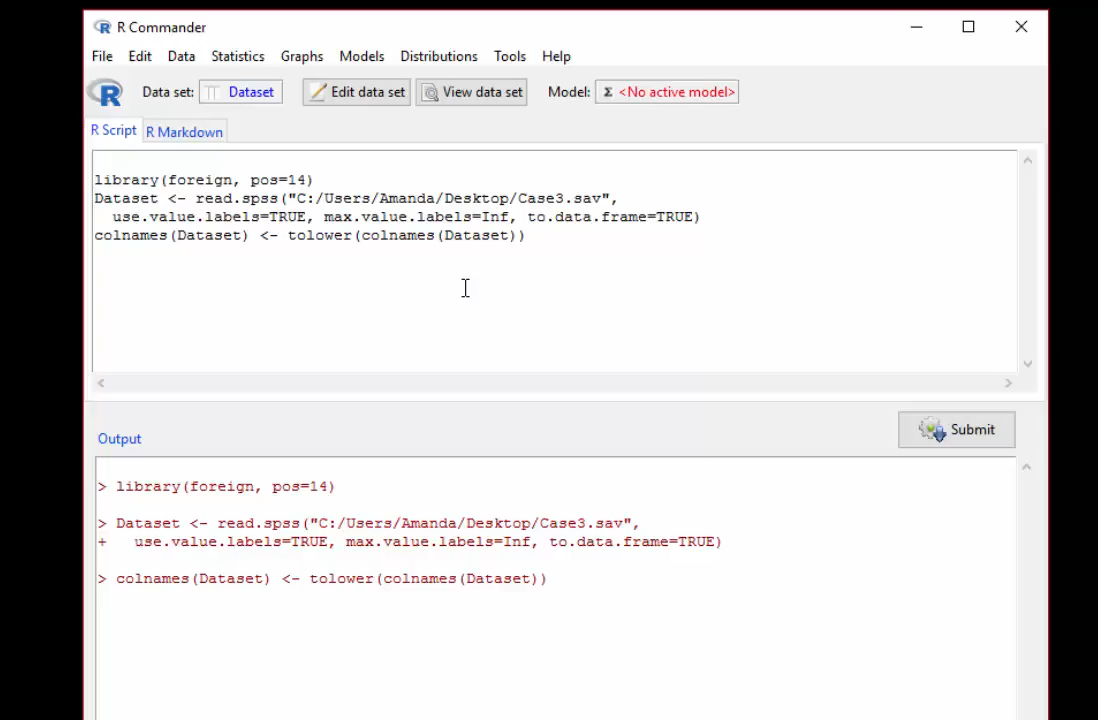 R Commander
File Edit Data Statistics Graphs Models Distributions Tools Help
R Data set: Dataset Edit data set View data set Model: Σ <No active model>
R Script R Markdown
library(foreign, pos=14)
Dataset <- read.spss("C:/Users/Amanda/Desktop/Case3.sav",
  use.value.labels=TRUE, max.value.labels=Inf, to.data.frame=TRUE)
colnames(Dataset) <- tolower(colnames(Dataset))
Submit
Output
> library(foreign, pos=14)
> Dataset <- read.spss("C:/Users/Amanda/Desktop/Case3.sav",
+   use.value.labels=TRUE, max.value.labels=Inf, to.data.frame=TRUE)
> colnames(Dataset) <- tolower(colnames(Dataset))